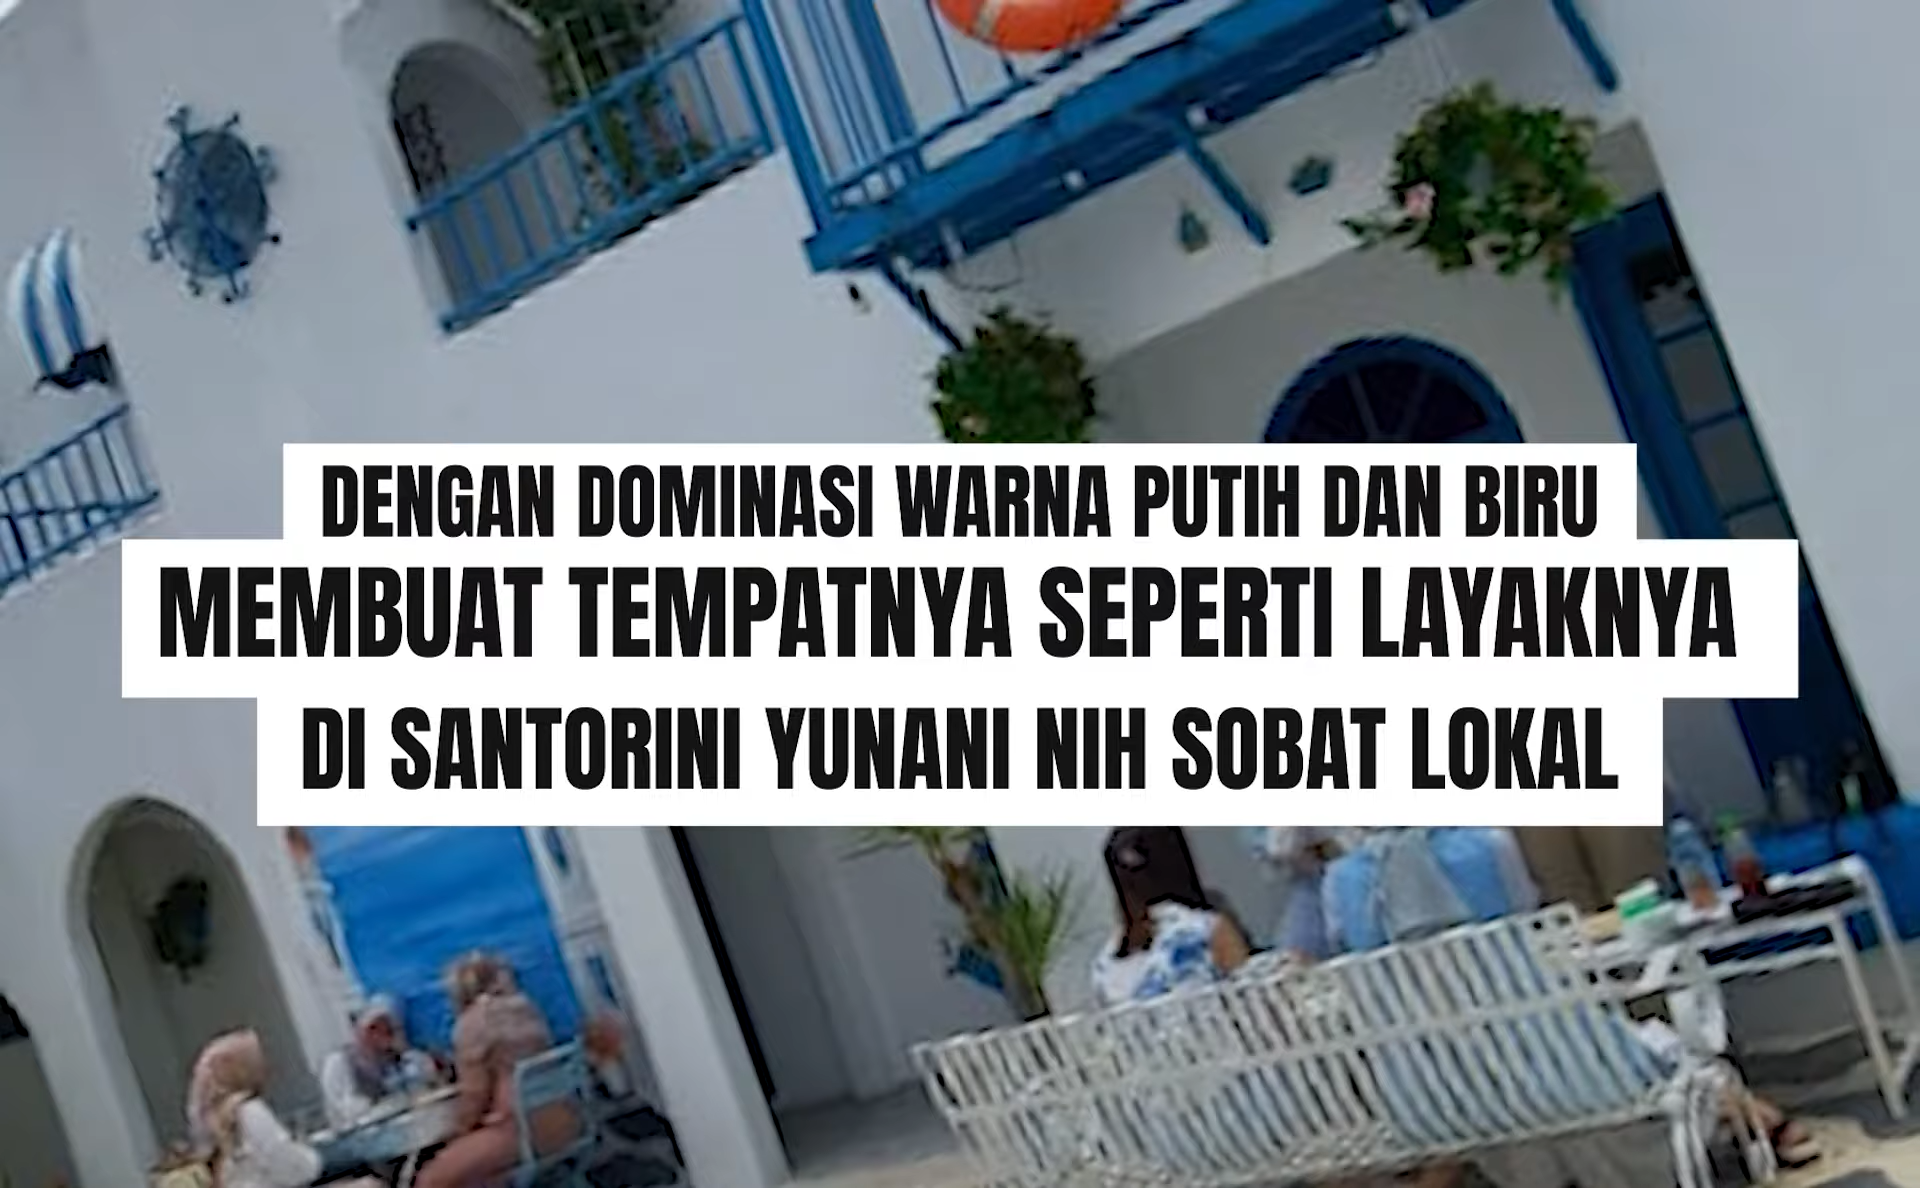 DENGAN DOMINASI WARNA PUTIH DAN BIRU
MEMBUAT TEMPATNYA SEPERTI LAYAKNYA
DI SANTORINI YUNANI NIH SOBAT LOKAL